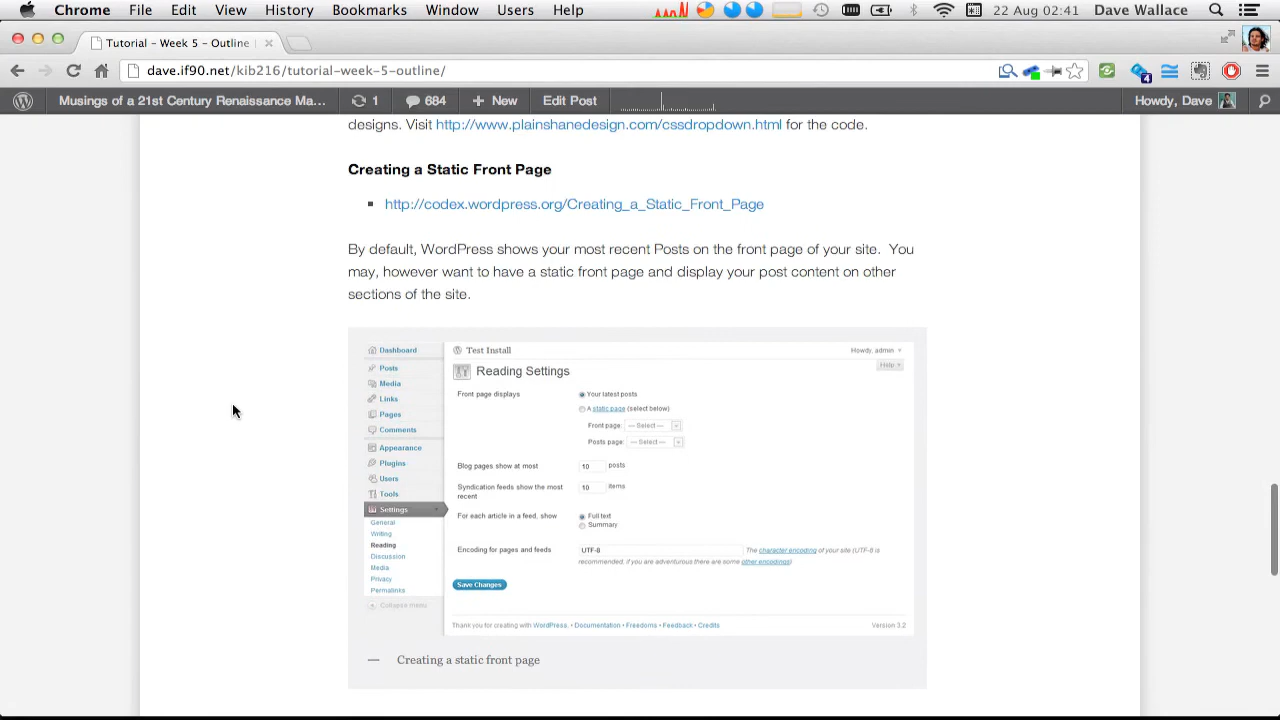 Chrome File Edit View History Bookmarks Window Users Help 22 Aug 02:41 David Wallace
Tutorial – Week 5 – Outline
dave.if90.net/kib216/tutorial-week-5-outline/
4
Musings of a 21st Century Renaissance Ma... 1 684 + New Edit Post Howdy, Dave
designs. Visit http://www.plainshanedesign.com/cssdropdown.html for the code.
Creating a Static Front Page
http://codex.wordpress.org/Creating_a_Static_Front_Page
By default, WordPress shows your most recent Posts on the front page of your site. You
may, however want to have a static front page and display your post content on other
sections of the site.
Dashboard
Posts
Media
Links
Pages
Comments
Appearance
Plugins
Users
Tools
Settings
General
Writing
Reading
Discussion
Media
Privacy
Permalinks
Collapse menu
Test Install Howdy, admin
Help
Reading Settings
Front page displays Your latest posts
A static page (select below)
Front page: — Select —
Posts page: — Select —
Blog pages show at most 10 posts
Syndication feeds show the most 10 items
recent
For each article in a feed, show Full text
Summary
Encoding for pages and feeds UTF-8 The character encoding of your site (UTF-8 is
recommended, if you are adventurous there are some other encodings)
Save Changes
Thank you for creating with WordPress. • Documentation • Freedoms • Feedback • Credits Version 3.2
— Creating a static front page